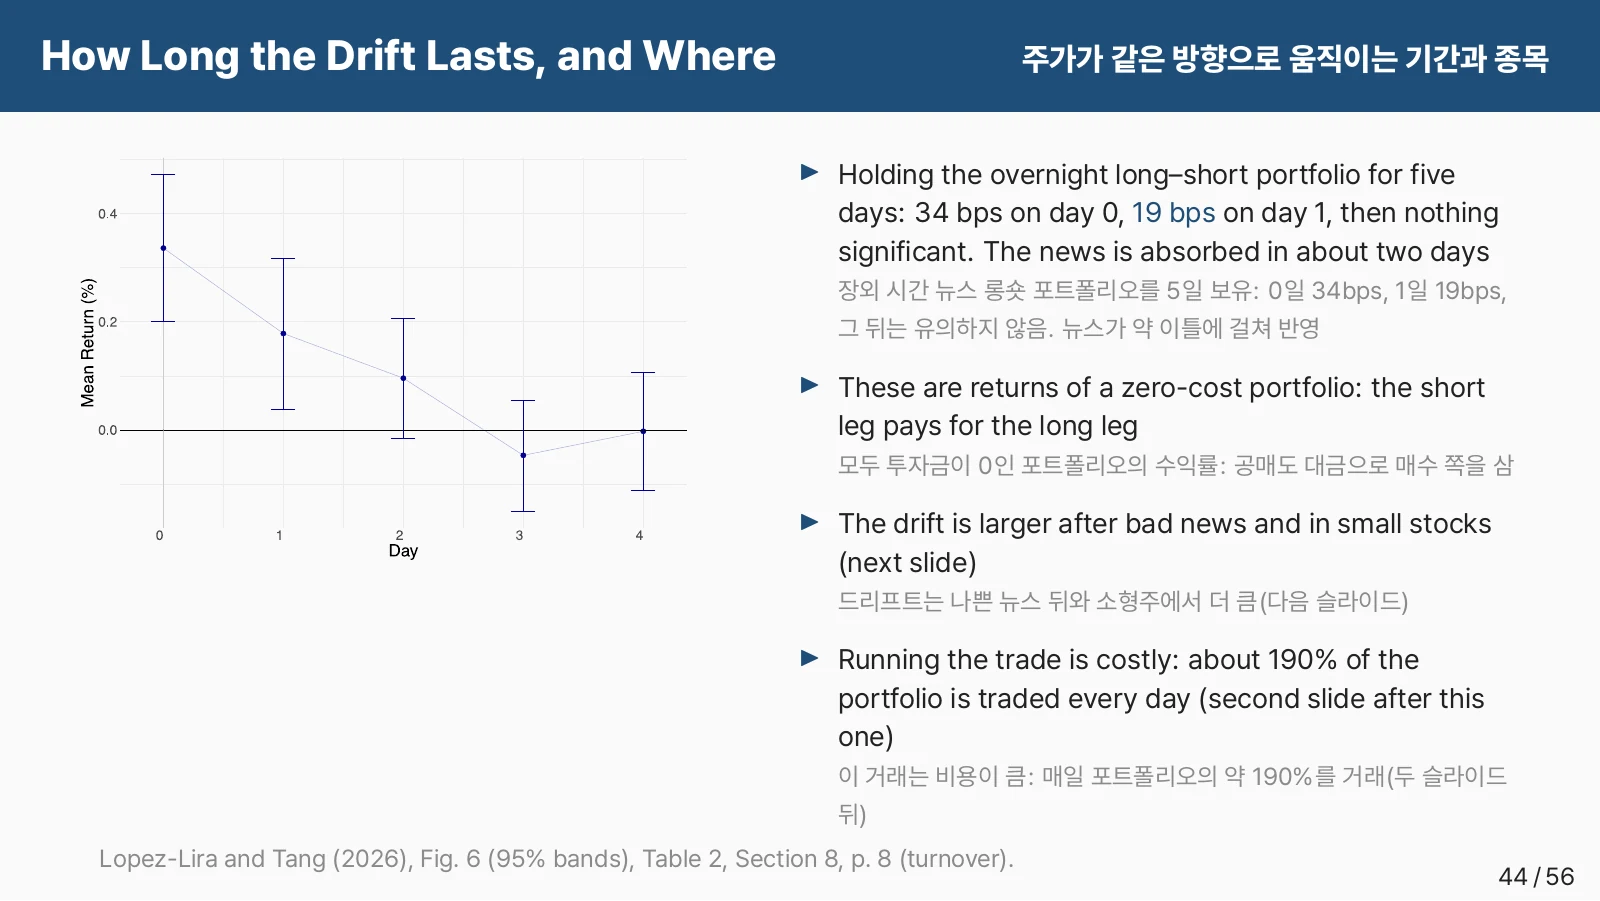 How Long the Drift Lasts, and Where
주가가 같은 방향으로 움직이는 기간과 종목
0.4
0.2
0.0
Mean Return (%)
0 1 2 3 4
Day
► Holding the overnight long–short portfolio for five
days: 34 bps on day 0, 19 bps on day 1, then nothing
significant. The news is absorbed in about two days
장외 시간 뉴스 롱숏 포트폴리오를 5일 보유: 0일 34bps, 1일 19bps,
그 뒤는 유의하지 않음. 뉴스가 약 이틀에 걸쳐 반영
► These are returns of a zero-cost portfolio: the short
leg pays for the long leg
모두 투자금이 0인 포트폴리오의 수익률: 공매도 대금으로 매수 쪽을 삼
► The drift is larger after bad news and in small stocks
(next slide)
드리프트는 나쁜 뉴스 뒤와 소형주에서 더 큼(다음 슬라이드)
► Running the trade is costly: about 190% of the
portfolio is traded every day (second slide after this
one)
이 거래는 비용이 큼: 매일 포트폴리오의 약 190%를 거래(두 슬라이드
뒤)
Lopez-Lira and Tang (2026), Fig. 6 (95% bands), Table 2, Section 8, p. 8 (turnover).
44 / 56